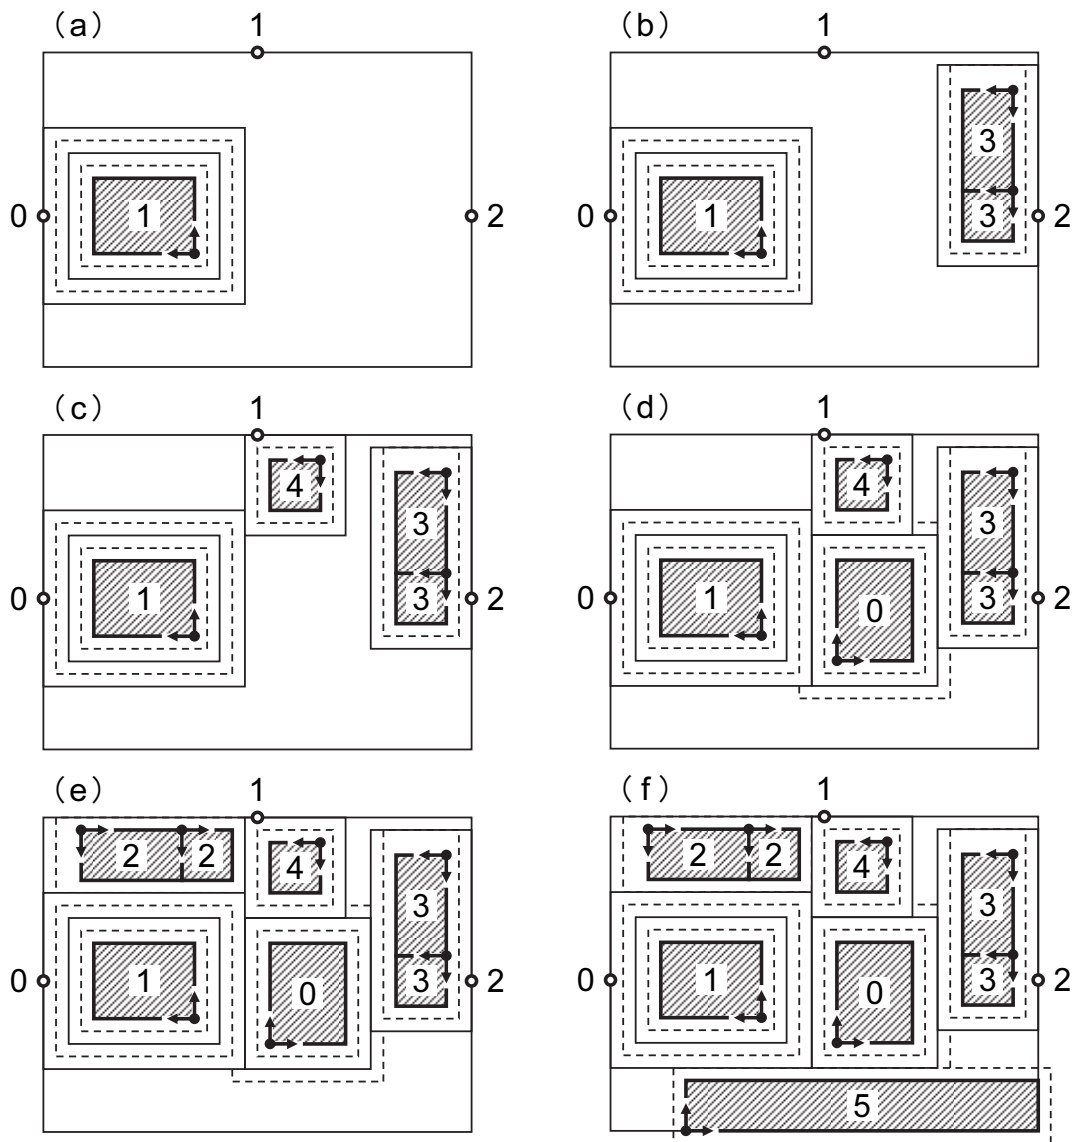 (a) 1
1
0 2
(b) 1
3
1
0 3 2
(c) 1
4 3
0 1 3 2
(d) 1
4 3
0 1 0 3 2
(e) 1
2 2 4 3
0 1 0 3 2
(f) 1
2 2 4 3
0 1 0 3 2
5